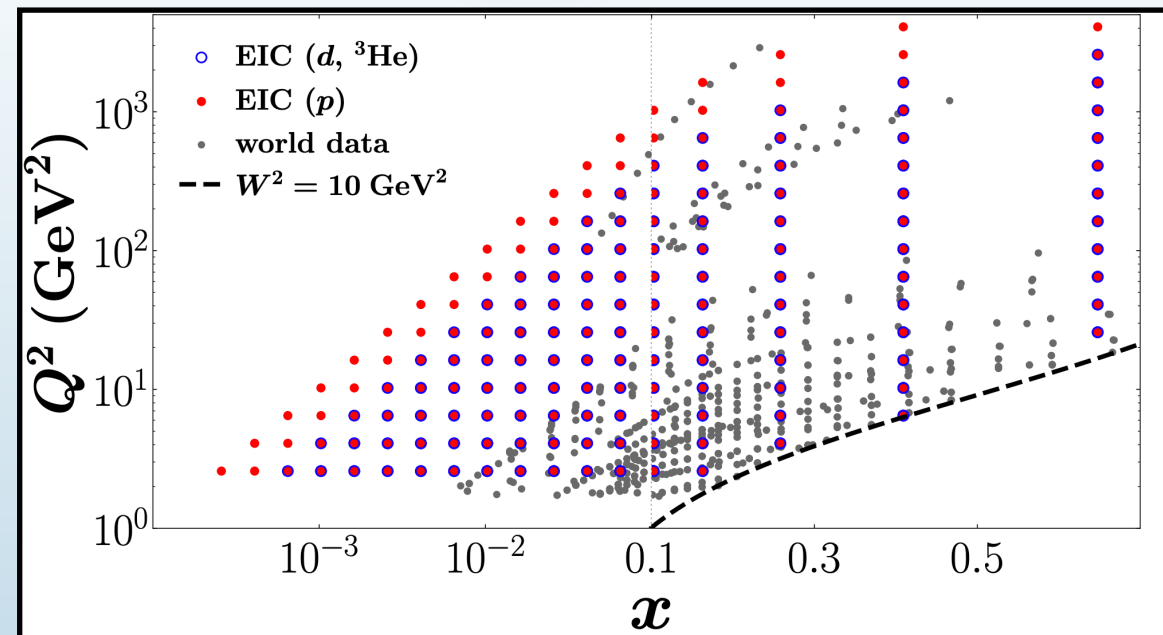 EIC (d, ³He)
EIC (p)
world data
W² = 10 GeV²
Q² (GeV²)
10³
10²
10¹
10⁰
10⁻³
10⁻²
0.1
0.3
0.5
x